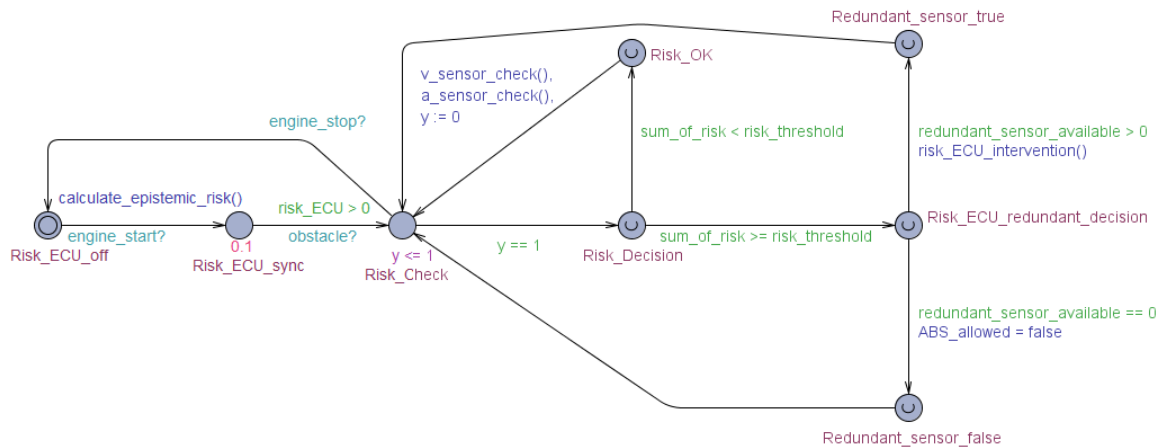 Redundant_sensor_true
Risk_OK
v_sensor_check(),
a_sensor_check(),
y := 0
engine_stop?
sum_of_risk < risk_threshold
redundant_sensor_available > 0
risk_ECU_intervention()
calculate_epistemic_risk()
risk_ECU > 0
engine_start?
obstacle?
y == 1
sum_of_risk >= risk_threshold
Risk_ECU_redundant_decision
Risk_ECU_off
0.1
Risk_ECU_sync
y <= 1
Risk_Check
Risk_Decision
redundant_sensor_available == 0
ABS_allowed = false
Redundant_sensor_false